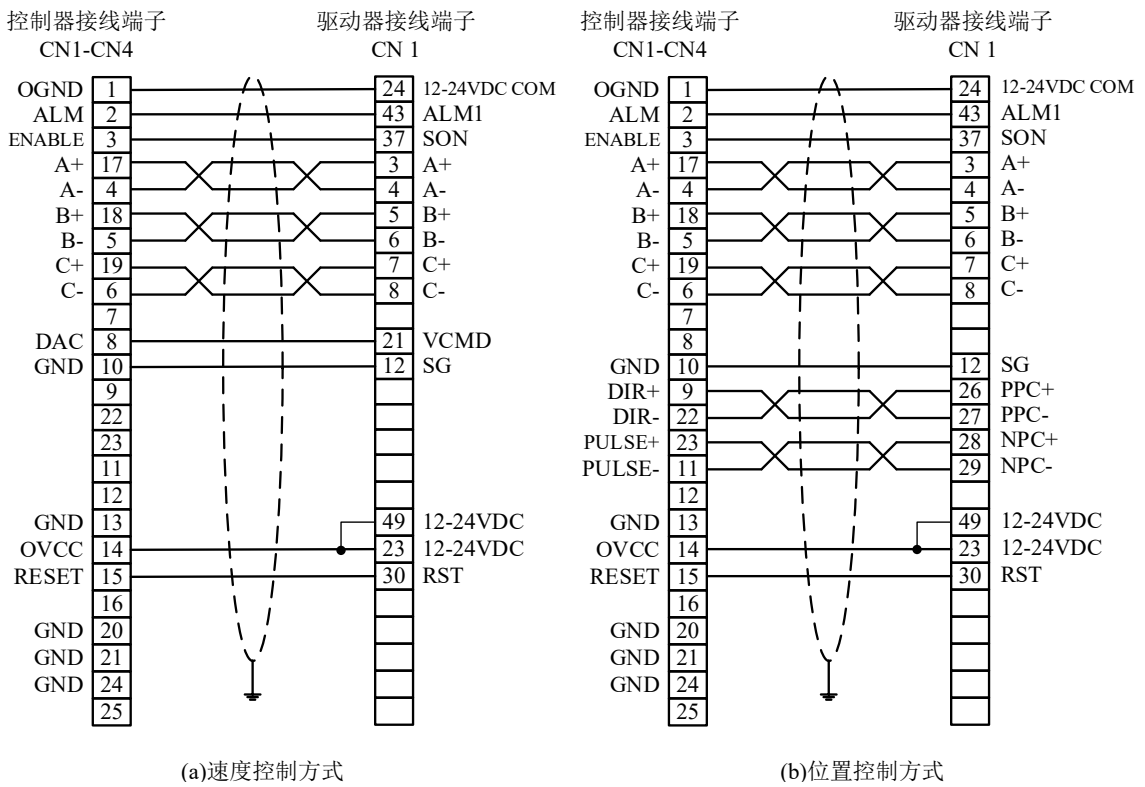 控制器接线端子 驱动器接线端子
CN1-CN4 CN 1
OGND 1 24 12-24VDC COM
ALM 2 43 ALM1
ENABLE 3 37 SON
A+ 17 3 A+
A- 4 4 A-
B+ 18 5 B+
B- 5 6 B-
C+ 19 7 C+
C- 6 8 C-
7
DAC 8 21 VCMD
GND 10 12 SG
9
22
23
11
12
GND 13 49 12-24VDC
OVCC 14 23 12-24VDC
RESET 15 30 RST
16
GND 20
GND 21
GND 24
25
(a)速度控制方式
控制器接线端子 驱动器接线端子
CN1-CN4 CN 1
OGND 1 24 12-24VDC COM
ALM 2 43 ALM1
ENABLE 3 37 SON
A+ 17 3 A+
A- 4 4 A-
B+ 18 5 B+
B- 5 6 B-
C+ 19 7 C+
C- 6 8 C-
7
8
GND 10 12 SG
DIR+ 9 26 PPC+
DIR- 22 27 PPC-
PULSE+ 23 28 NPC+
PULSE- 11 29 NPC-
12
GND 13 49 12-24VDC
OVCC 14 23 12-24VDC
RESET 15 30 RST
16
GND 20
GND 21
GND 24
25
(b)位置控制方式